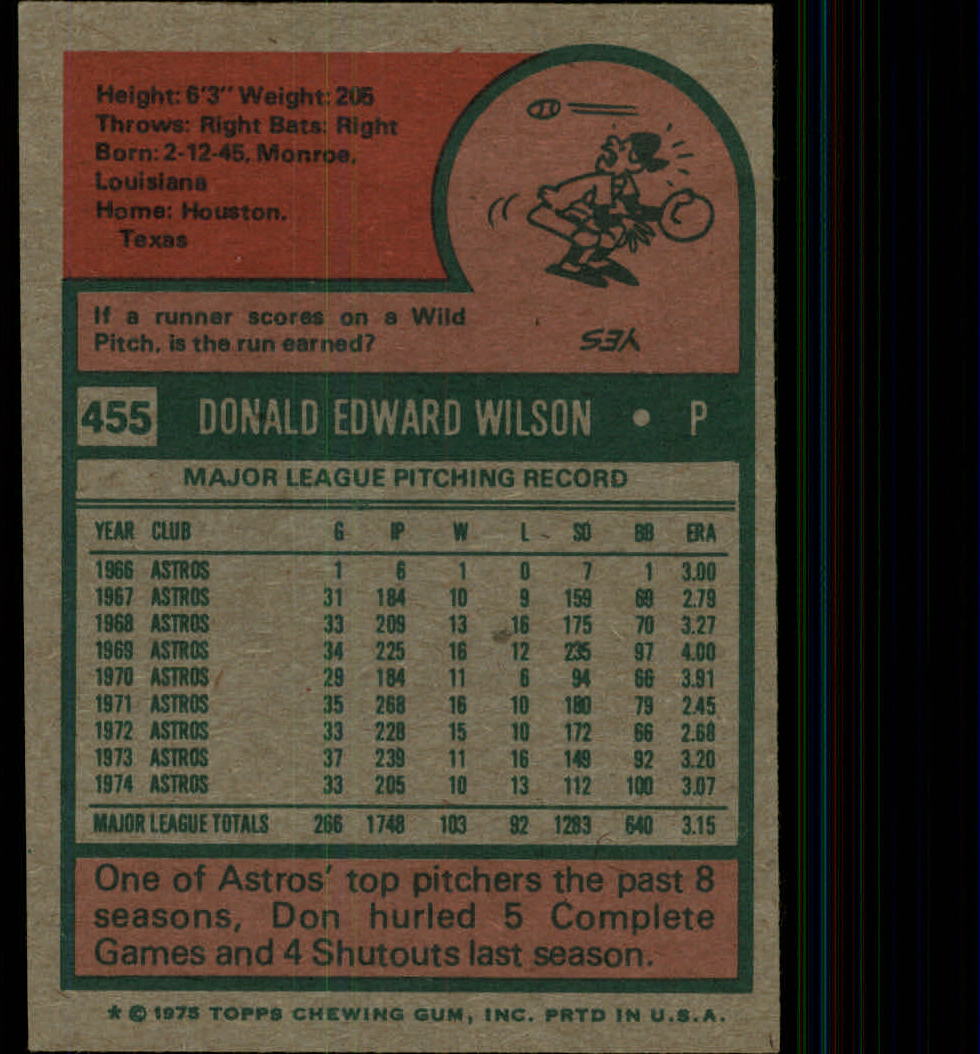 Height: 6'3" Weight: 205
Throws: Right Bats: Right
Born: 2-12-45, Monroe,
Louisiana
Home: Houston,
Texas
If a runner scores on a Wild
Pitch, is the run earned?
YES
455 DONALD EDWARD WILSON • P
MAJOR LEAGUE PITCHING RECORD
YEAR CLUB G IP W L SO BB ERA
1966 ASTROS 1 6 1 0 7 1 3.00
1967 ASTROS 31 184 10 9 159 69 2.79
1968 ASTROS 33 209 13 16 175 70 3.27
1969 ASTROS 34 225 16 12 235 97 4.00
1970 ASTROS 29 184 11 6 94 66 3.91
1971 ASTROS 35 268 16 10 180 79 2.45
1972 ASTROS 33 228 15 10 172 66 2.68
1973 ASTROS 37 239 11 16 149 92 3.20
1974 ASTROS 33 205 10 13 112 100 3.07
MAJOR LEAGUE TOTALS 266 1748 103 92 1283 640 3.15
One of Astros' top pitchers the past 8
seasons, Don hurled 5 Complete
Games and 4 Shutouts last season.
* © 1975 TOPPS CHEWING GUM, INC. PRTD IN U.S.A.